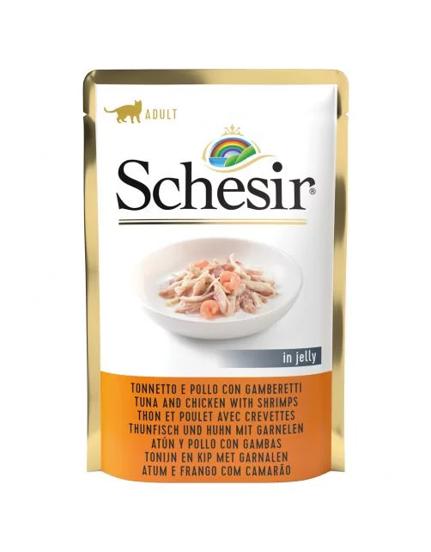 ADULT
Schesir®
in jelly
TONNETTO E POLLO CON GAMBERETTI
TUNA AND CHICKEN WITH SHRIMPS
THON ET POULET AVEC CREVETTES
THUNFISCH UND HUHN MIT GARNELEN
ATÚN Y POLLO CON GAMBAS
TONIJN EN KIP MET GARNALEN
ATUM E FRANGO COM CAMARÃO